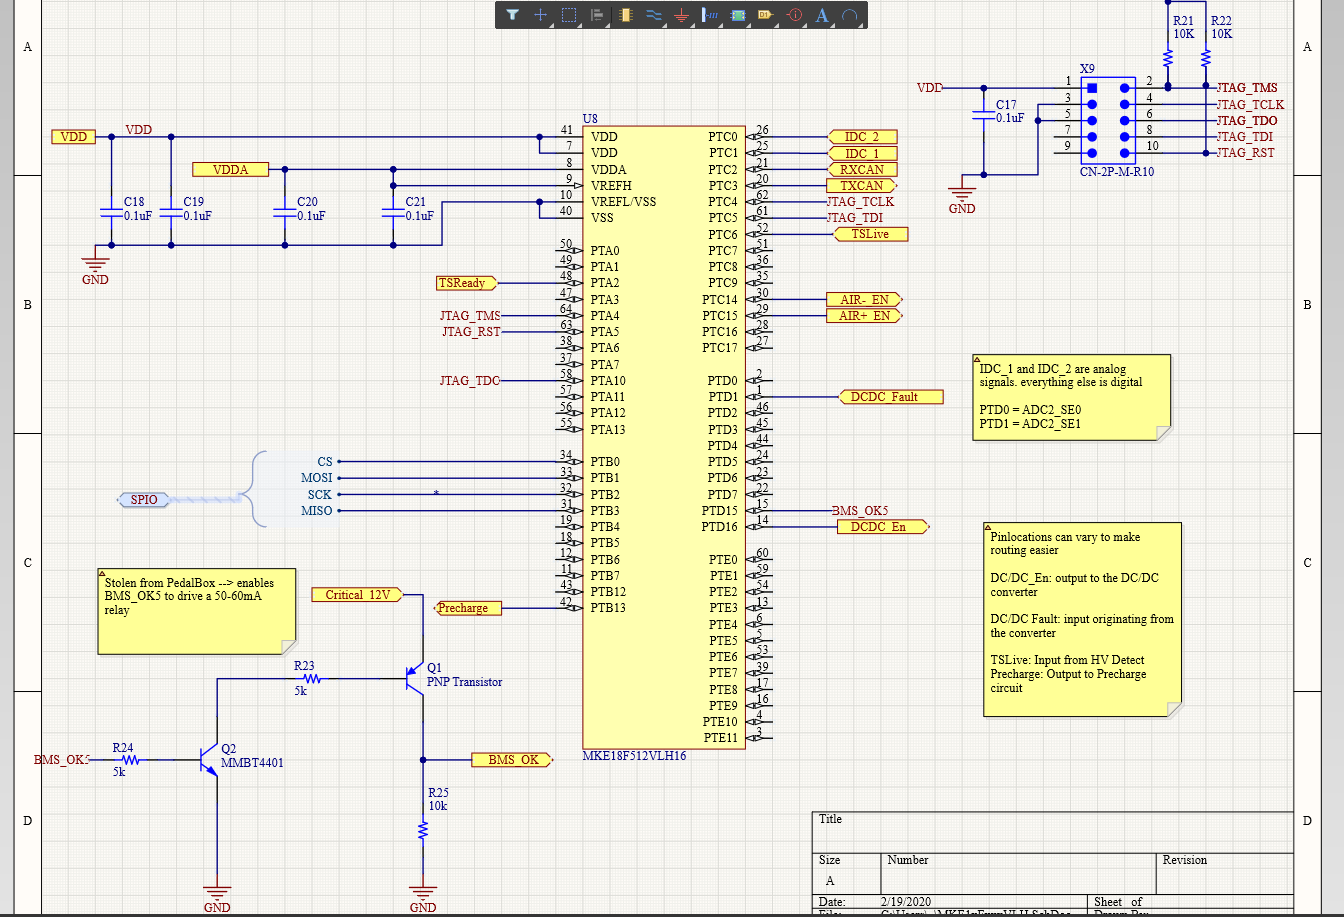 A
A
R21
10K
R22
10K
X9
VDD
1
2
JTAG_TMS
3
4
JTAG_TCLK
5
6
JTAG_TDO
7
8
JTAG_TDI
9
10
JTAG_RST
C17
0.1uF
CN-2P-M-R10
GND
VDD
VDD
VDDA
C18
0.1uF
C19
0.1uF
C20
0.1uF
C21
0.1uF
GND
U8
41 VDD
7 VDD
8 VDDA
9 VREFH
10 VREFL/VSS
40 VSS
50 PTA0
49 PTA1
TSReady 48 PTA2
47 PTA3
JTAG_TMS 64 PTA4
JTAG_RST 63 PTA5
38 PTA6
37 PTA7
JTAG_TDO 58 PTA10
57 PTA11
56 PTA12
55 PTA13
CS 34 PTB0
MOSI 33 PTB1
SCK * 32 PTB2
MISO 31 PTB3
SPIO
19 PTB4
18 PTB5
12 PTB6
11 PTB7
43 PTB12
Precharge 42 PTB13
PTC0 26 IDC_2
PTC1 25 IDC_1
PTC2 21 RXCAN
PTC3 20 TXCAN
PTC4 62 JTAG_TCLK
PTC5 61 JTAG_TDI
PTC6 52 TSLive
PTC7 51
PTC8 36
PTC9 35
PTC14 30 AIR-_EN
PTC15 29 AIR+_EN
PTC16 28
PTC17 27
PTD0 2
PTD1 1 DCDC_Fault
PTD2 46
PTD3 45
PTD4 44
PTD5 24
PTD6 23
PTD7 22
PTD15 15 BMS_OK5
PTD16 14 DCDC_En
PTE0 60
PTE1 59
PTE2 54
PTE3 13
PTE4 6
PTE5 5
PTE6 53
PTE7 39
PTE8 17
PTE9 16
PTE10 4
PTE11 3
MKE18F512VLH16
B
B
IDC_1 and IDC_2 are analog
signals. everything else is digital
PTD0 = ADC2_SE0
PTD1 = ADC2_SE1
C
C
Pinlocations can vary to make
routing easier
DC/DC_En: output to the DC/DC
converter
DC/DC Fault: input originating from
the converter
TSLive: Input from HV Detect
Precharge: Output to Precharge
circuit
Stolen from PedalBox --> enables
BMS_OK5 to drive a 50-60mA
relay
Critical_12V
R23
5k
Q1
PNP Transistor
BMS_OK5
R24
5k
Q2
MMBT4401
BMS_OK
R25
10k
GND
GND
D
D
Title
Size
A
Number
Revision
Date: 2/19/2020
Sheet of
File: